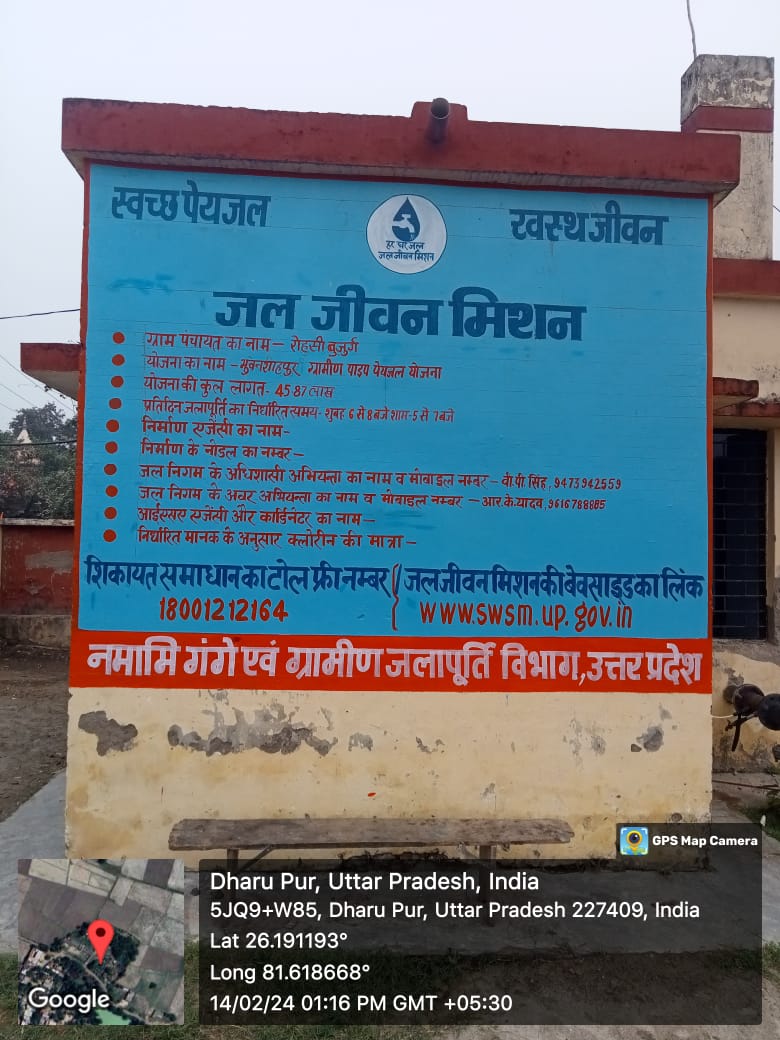 स्वच्छ पेयजल
हर घर जल
जल जीवन मिशन
स्वस्थ जीवन
जल जीवन मिशन
ग्राम पंचायत का नाम – रोहसी बुजुर्ग
योजना का नाम - भुवनशाहपुर ग्रामीण पाइप पेयजल योजना
योजना की कुल लागत- 45.87 लाख
प्रतिदिन जलापूर्ति का निर्धारित समय- शुबह 6 से 8 बजे शाम- 5 से 7 बजे
निर्माण एजेंसी का नाम-
निर्माण के नोडल का नम्बर–
जल निगम के अधिशासी अभियन्ता का नाम व मोबाइल नम्बर – वी.पी सिंह, 9473942559
जल निगम के अवर अभियन्ता का नाम व मोबाइल नम्बर – आर.के.यादव, 9616788885
आईएसए एजेंसी और कार्डिनेटर का नाम–
निर्धारित मानक के अनुसार क्लोरीन की मात्रा –
शिकायत समाधान का टोल फ्री नम्बर
18001212164
जल जीवन मिशन की बेवसाइड का लिंक
www.swsm.up.gov.in
नमामि गंगे एवं ग्रामीण जलापूर्ति विभाग, उत्तर प्रदेश
GPS Map Camera
Dharu Pur, Uttar Pradesh, India
5JQ9+W85, Dharu Pur, Uttar Pradesh 227409, India
Lat 26.191193°
Long 81.618668°
14/02/24 01:16 PM GMT +05:30
Google